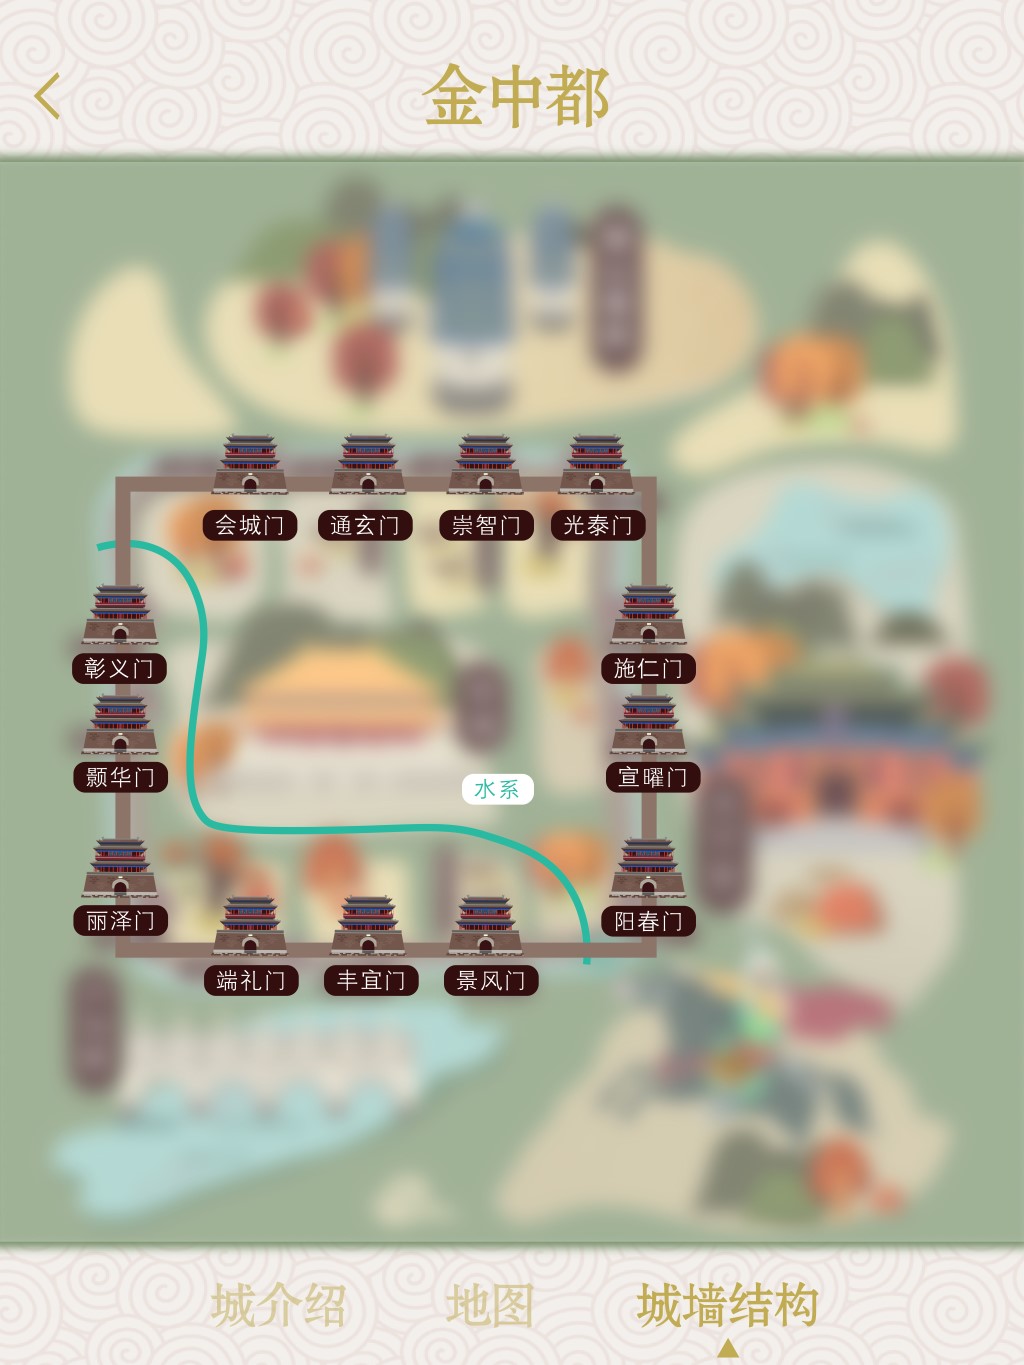 金中都
会城门
通玄门
崇智门
光泰门
彰义门
施仁门
颢华门
宣曜门
水系
丽泽门
阳春门
端礼门
丰宜门
景风门
城介绍
地图
城墙结构